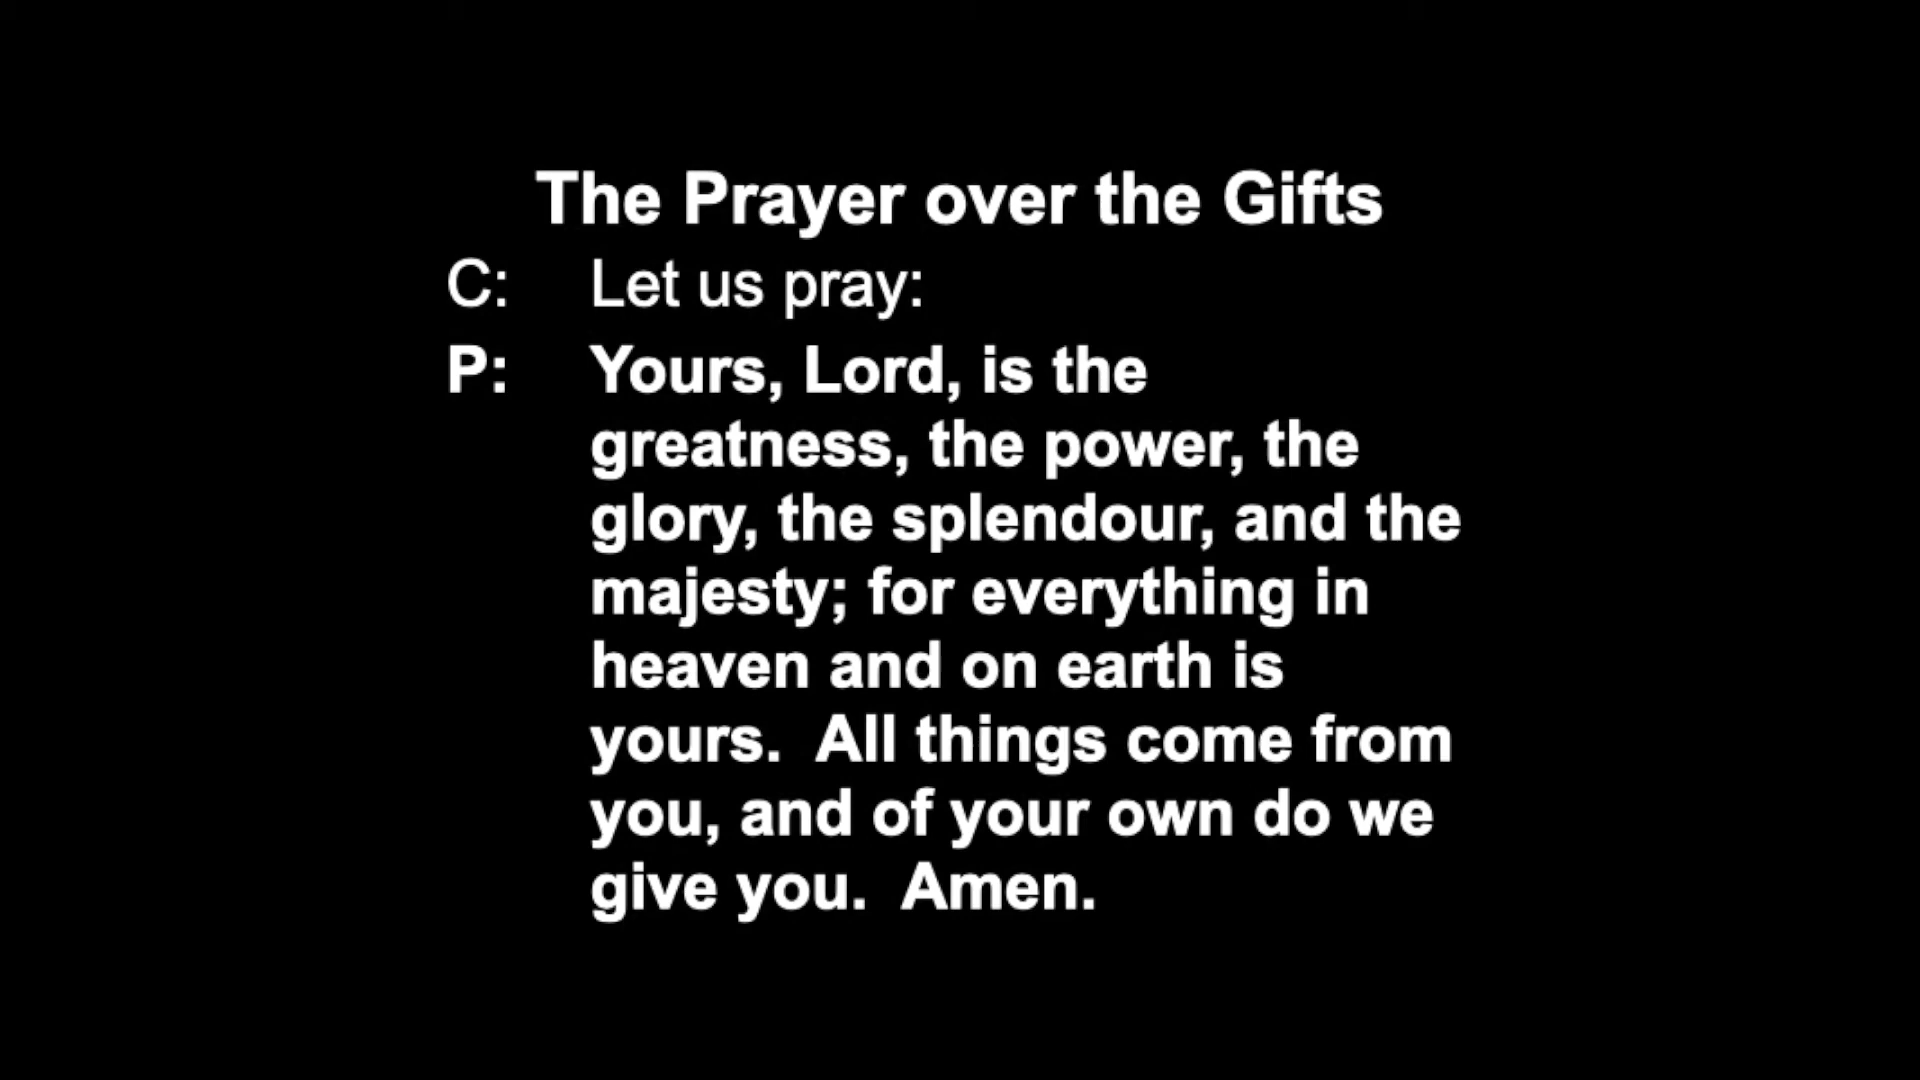 The Prayer over the Gifts
C: Let us pray:
P: Yours, Lord, is the
greatness, the power, the
glory, the splendour, and the
majesty; for everything in
heaven and on earth is
yours.  All things come from
you, and of your own do we
give you.  Amen.